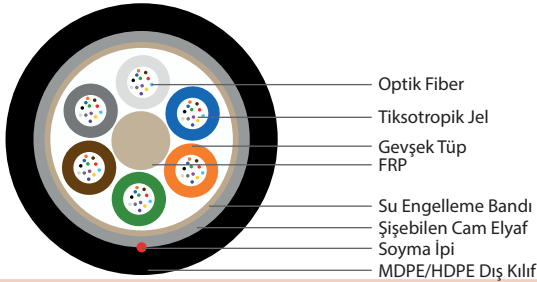 Optik Fiber
Tiksotropik Jel
Gevşek Tüp
FRP
Su Engelleme Bandı
Şişebilen Cam Elyaf
Soyma İpi
MDPE/HDPE Dış Kılıf